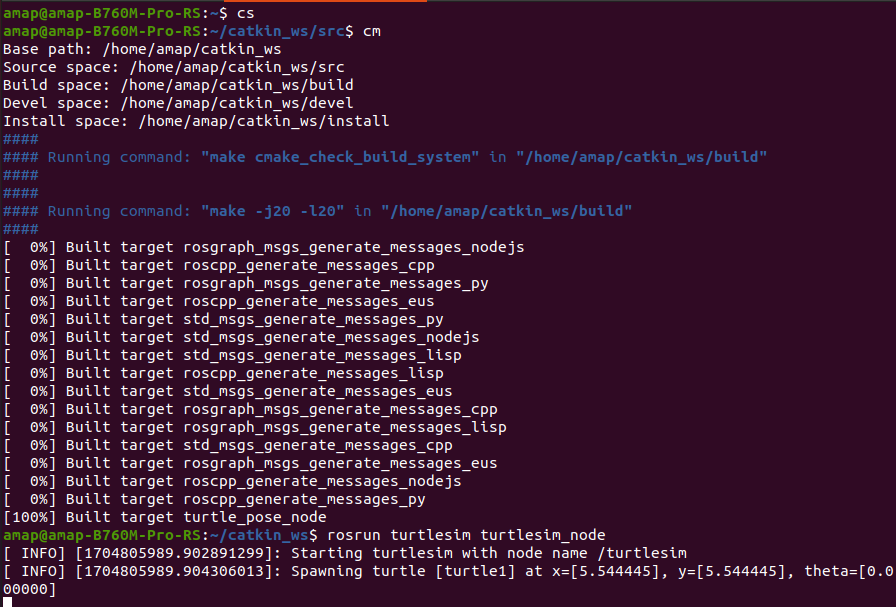 amap@amap-B760M-Pro-RS:~$ cs
amap@amap-B760M-Pro-RS:~/catkin_ws/src$ cm
Base path: /home/amap/catkin_ws
Source space: /home/amap/catkin_ws/src
Build space: /home/amap/catkin_ws/build
Devel space: /home/amap/catkin_ws/devel
Install space: /home/amap/catkin_ws/install
####
#### Running command: "make cmake_check_build_system" in "/home/amap/catkin_ws/build"
####
####
#### Running command: "make -j20 -l20" in "/home/amap/catkin_ws/build"
####
[  0%] Built target rosgraph_msgs_generate_messages_nodejs
[  0%] Built target roscpp_generate_messages_cpp
[  0%] Built target rosgraph_msgs_generate_messages_py
[  0%] Built target roscpp_generate_messages_eus
[  0%] Built target std_msgs_generate_messages_py
[  0%] Built target std_msgs_generate_messages_nodejs
[  0%] Built target std_msgs_generate_messages_lisp
[  0%] Built target roscpp_generate_messages_lisp
[  0%] Built target std_msgs_generate_messages_eus
[  0%] Built target rosgraph_msgs_generate_messages_cpp
[  0%] Built target rosgraph_msgs_generate_messages_lisp
[  0%] Built target std_msgs_generate_messages_cpp
[  0%] Built target rosgraph_msgs_generate_messages_eus
[  0%] Built target roscpp_generate_messages_nodejs
[  0%] Built target roscpp_generate_messages_py
[100%] Built target turtle_pose_node
amap@amap-B760M-Pro-RS:~/catkin_ws$ rosrun turtlesim turtlesim_node
[ INFO] [1704805989.902891299]: Starting turtlesim with node name /turtlesim
[ INFO] [1704805989.904306013]: Spawning turtle [turtle1] at x=[5.544445], y=[5.544445], theta=[0.0
00000]